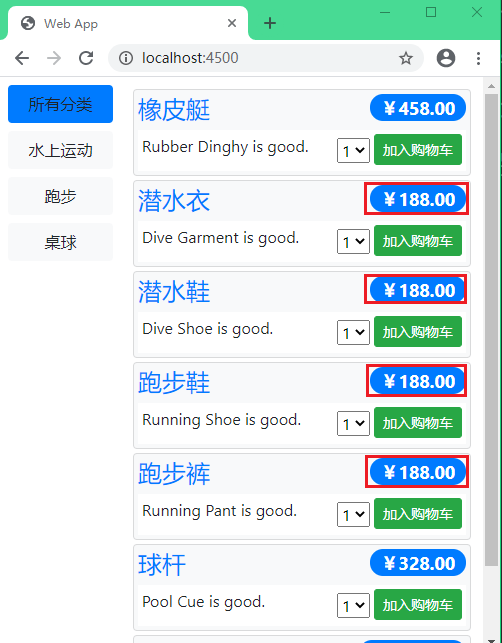 Web App
localhost:4500
所有分类
水上运动
跑步
桌球
橡皮艇
￥458.00
Rubber Dinghy is good.
1
加入购物车
潜水衣
￥188.00
Dive Garment is good.
1
加入购物车
潜水鞋
￥188.00
Dive Shoe is good.
1
加入购物车
跑步鞋
￥188.00
Running Shoe is good.
1
加入购物车
跑步裤
￥188.00
Running Pant is good.
1
加入购物车
球杆
￥328.00
Pool Cue is good.
1
加入购物车